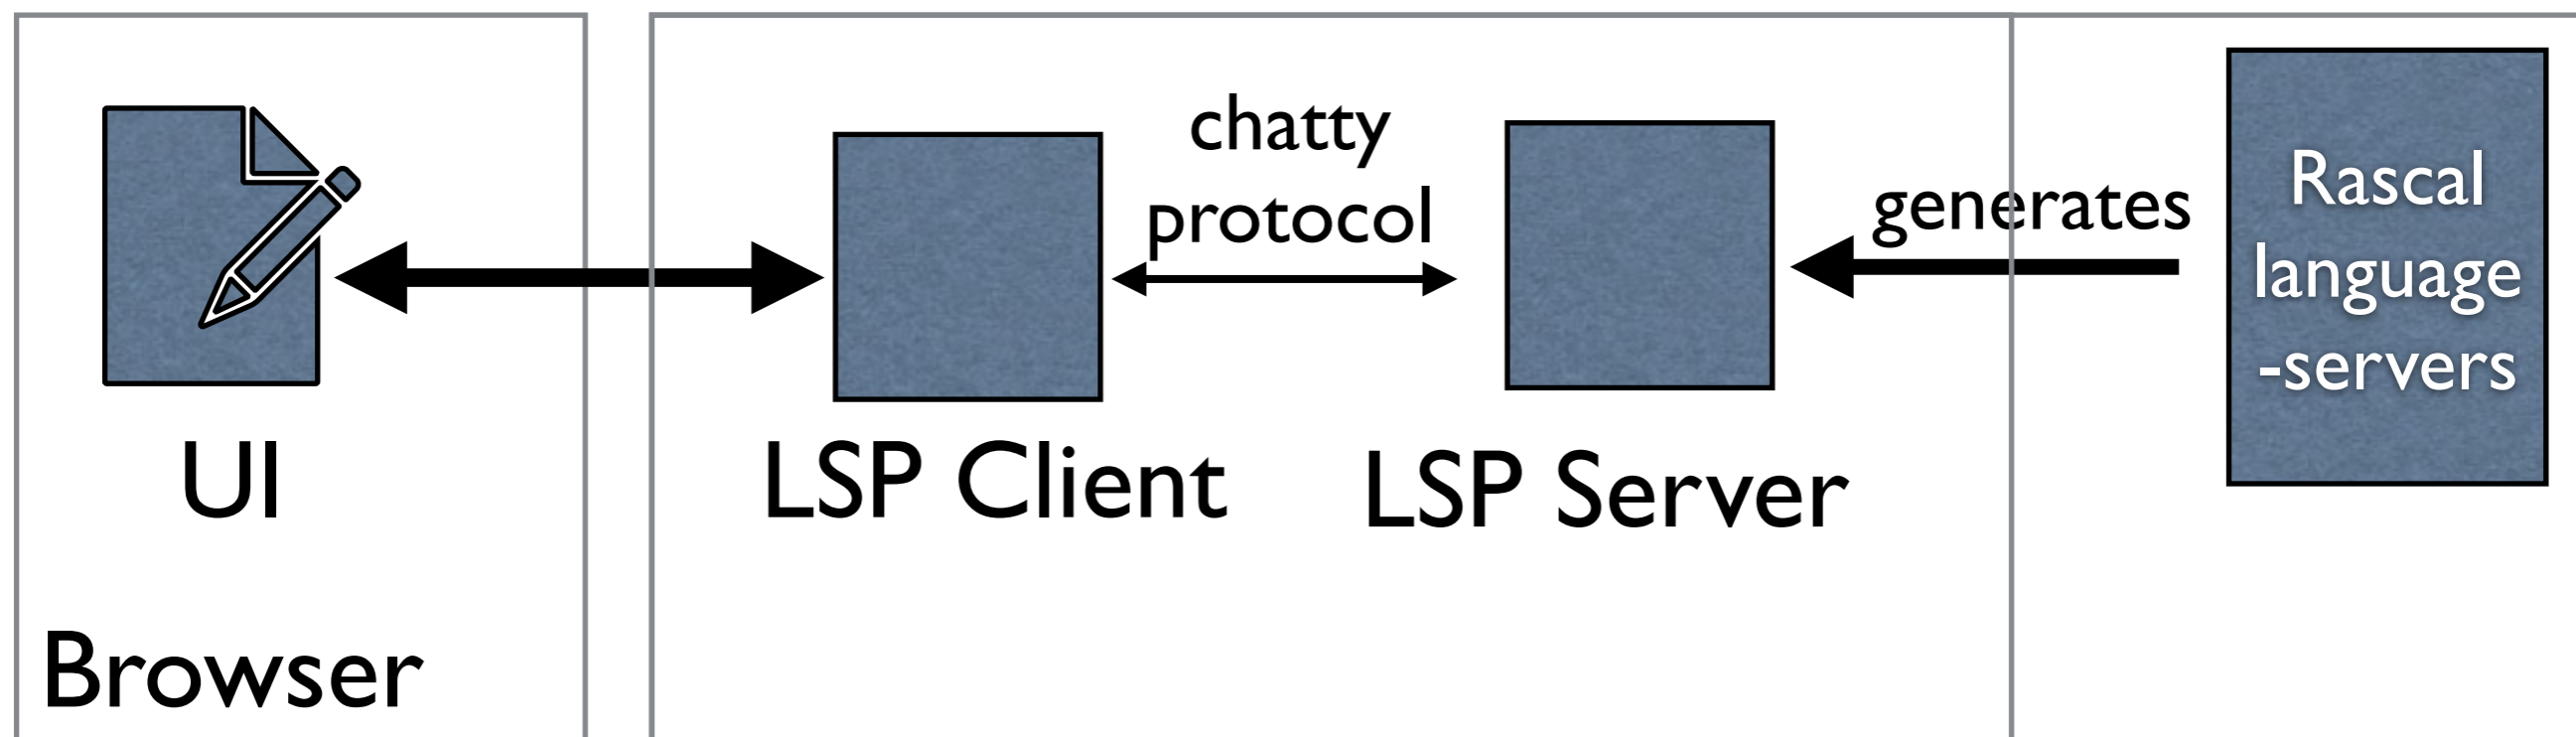 chatty
protocol
generates
Rascal
language
-servers
UI
LSP Client
LSP Server
Browser